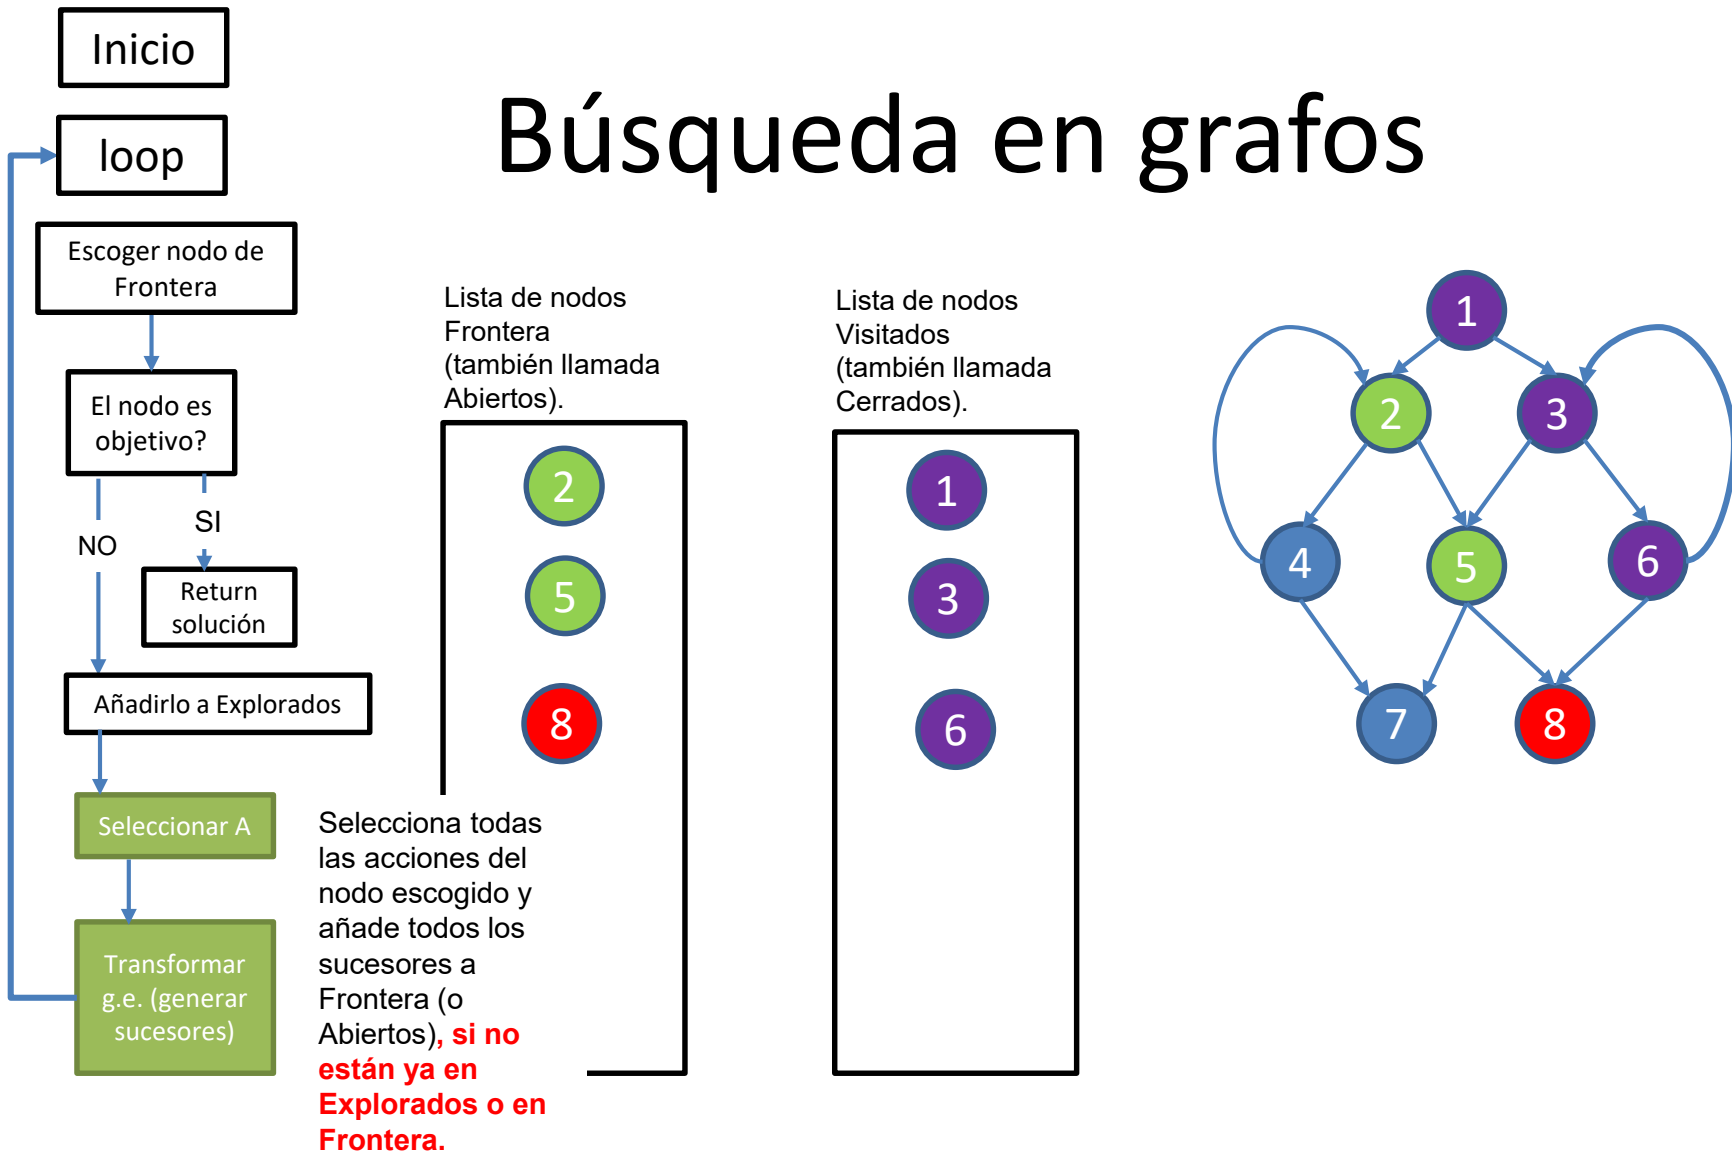 Inicio
loop
Búsqueda en grafos
Escoger nodo de
Frontera
El nodo es
objetivo?
SI
NO
Return
solución
Añadirlo a Explorados
Seleccionar A
Transformar
g.e. (generar
sucesores)
Selecciona todas
las acciones del
nodo escogido y
añade todos los
sucesores a
Frontera (o
Abiertos), si no
están ya en
Explorados o en
Frontera.
Lista de nodos
Frontera
(también llamada
Abiertos).
2
5
8
Lista de nodos
Visitados
(también llamada
Cerrados).
1
3
6
1
2
3
4
5
6
7
8